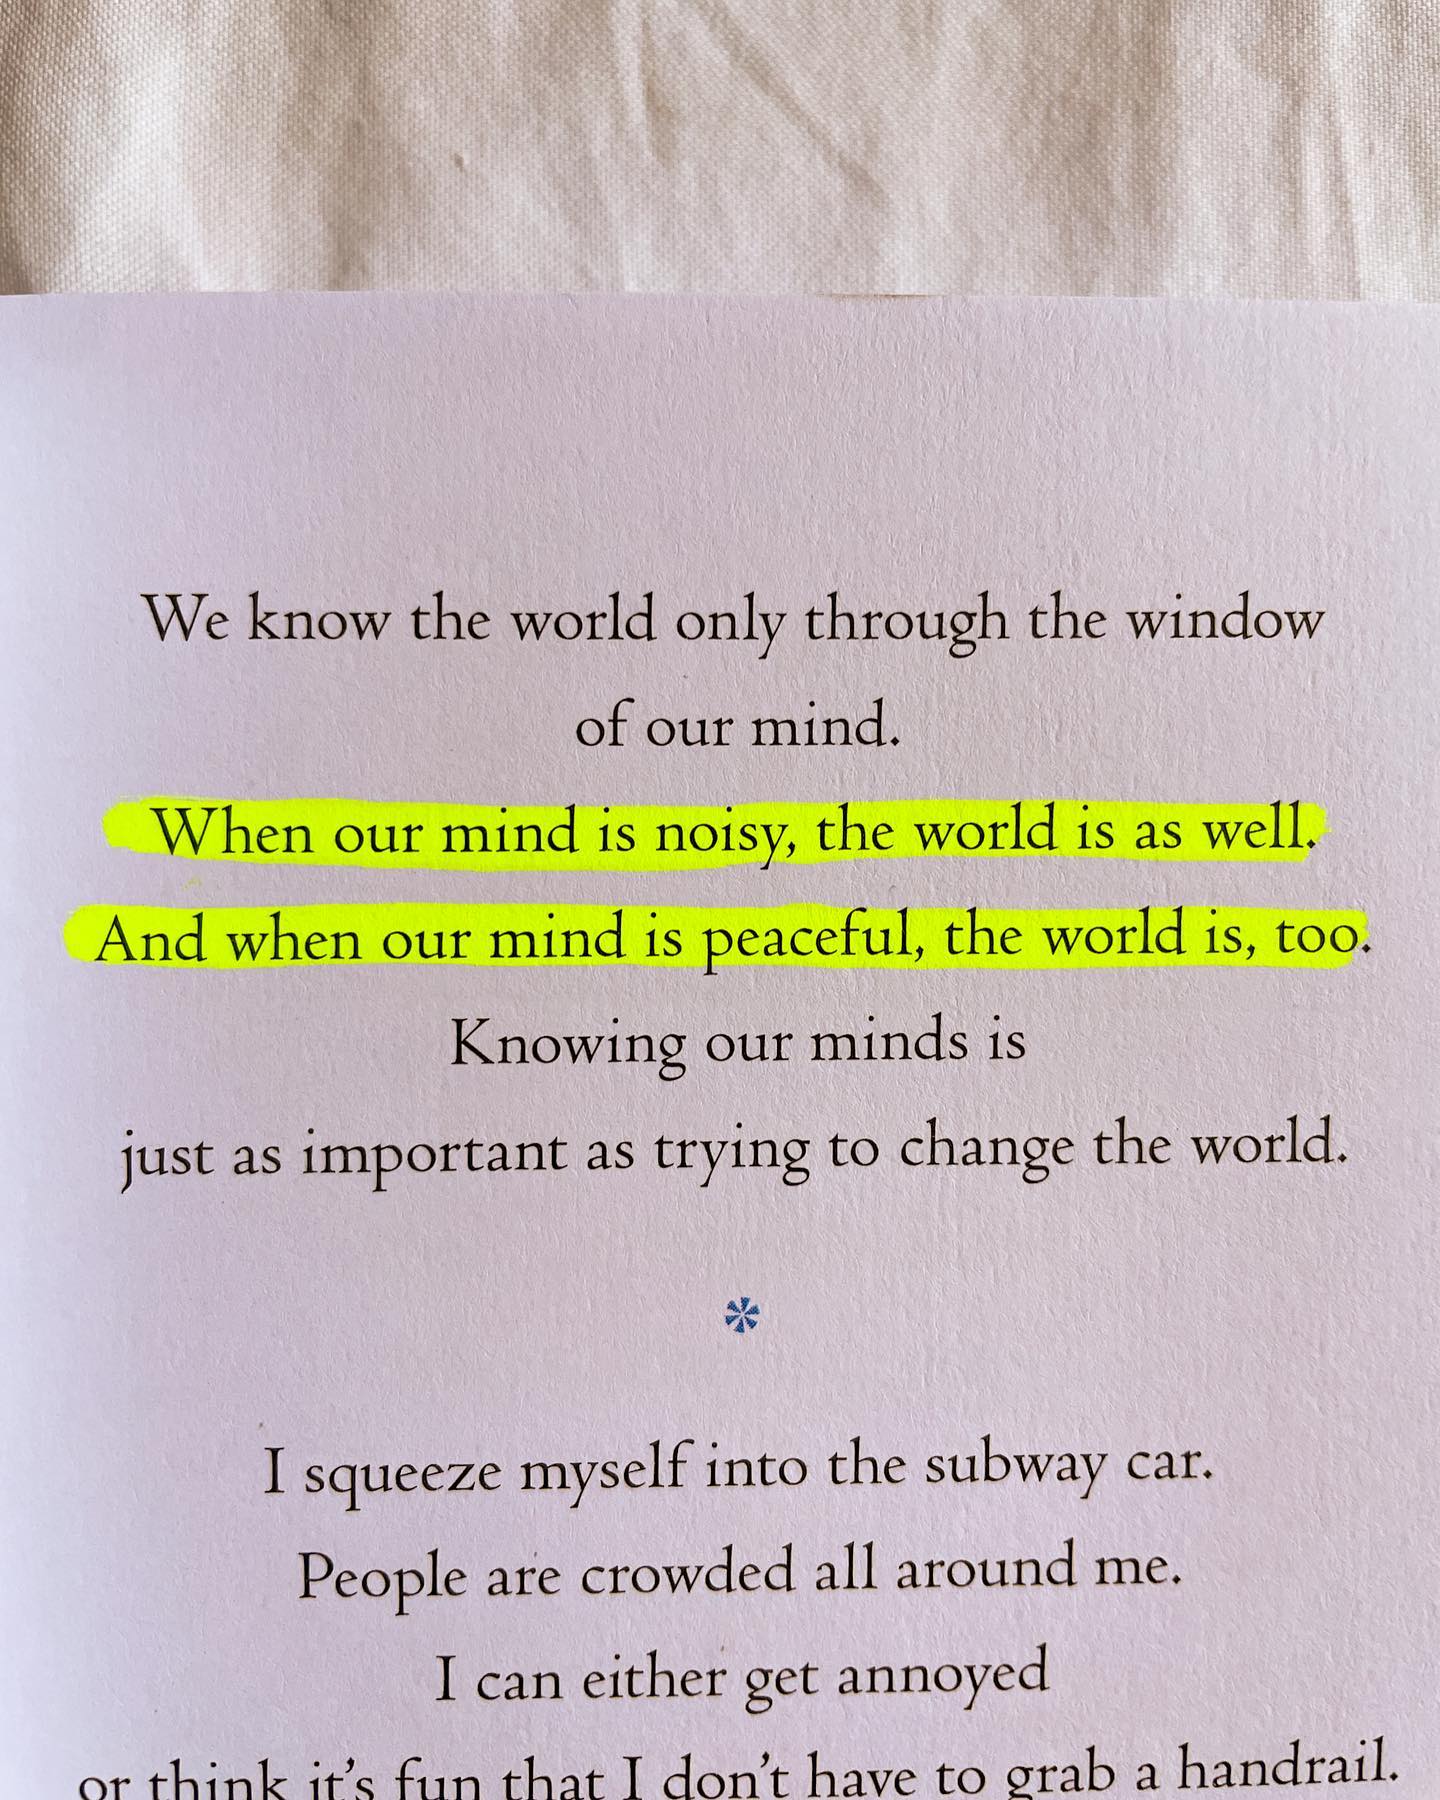 We know the world only through the window
of our mind.
When our mind is noisy, the world is as well.
And when our mind is peaceful, the world is, too.
Knowing our minds is
just as important as trying to change the world.
*
I squeeze myself into the subway car.
People are crowded all around me.
I can either get annoyed
or think it’s fun that I don’t have to grab a handrail.